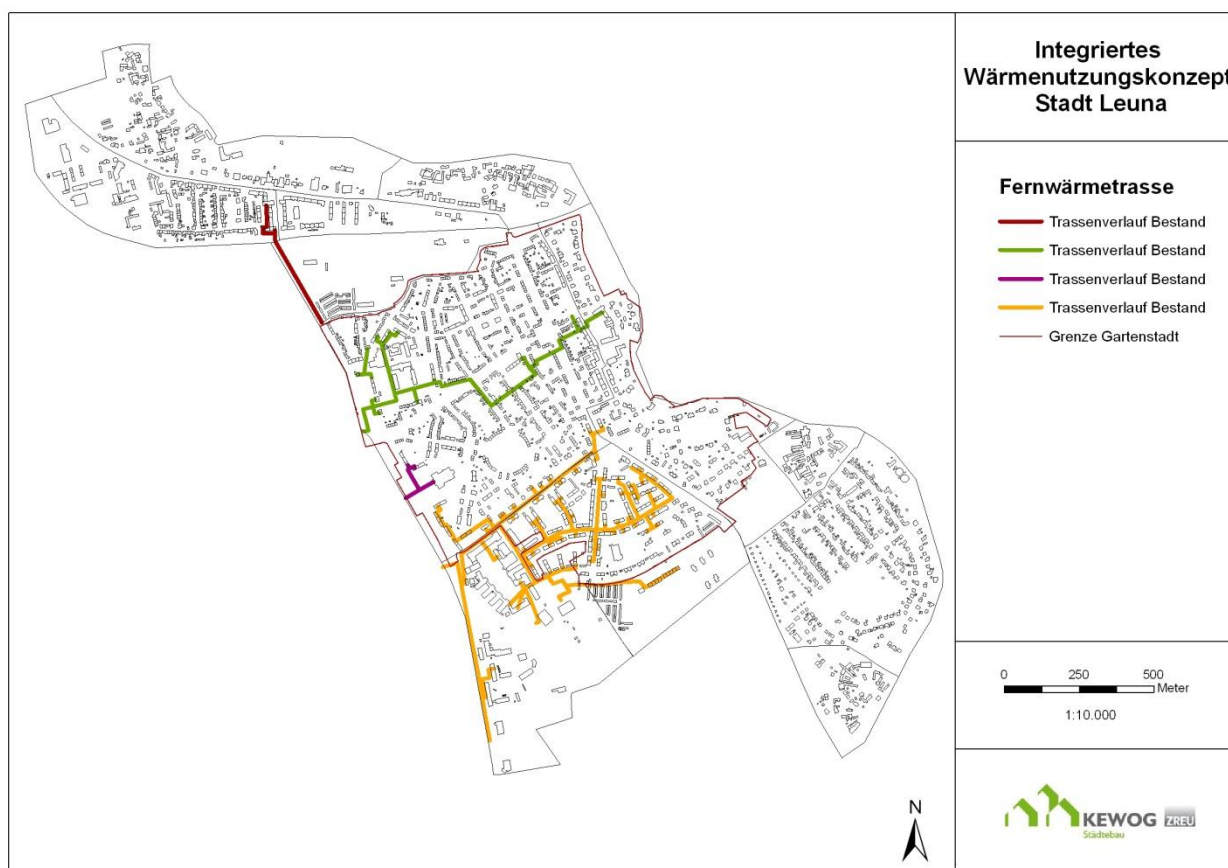 Integriertes
Wärmenutzungskonzept
Stadt Leuna
Fernwärmetrasse
Trassenverlauf Bestand
Trassenverlauf Bestand
Trassenverlauf Bestand
Trassenverlauf Bestand
Grenze Gartenstadt
0 250 500
Meter
1:10.000
N
KEWOG ZREU
Städtebau